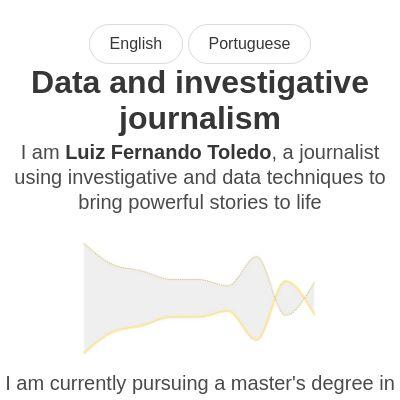 English Portuguese
Data and investigative
journalism
I am Luiz Fernando Toledo, a journalist
using investigative and data techniques to
bring powerful stories to life
I am currently pursuing a master's degree in